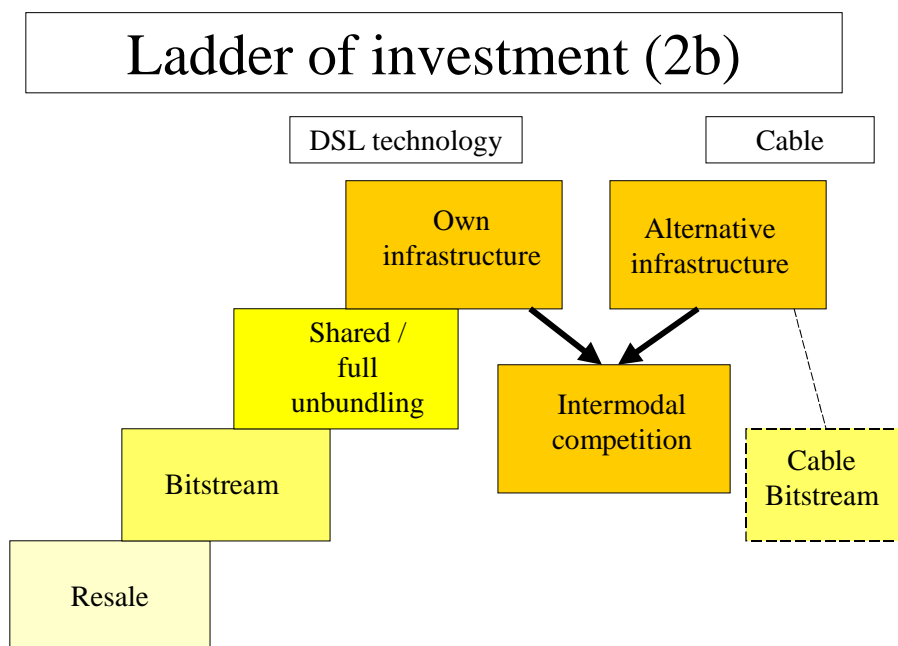 Ladder of investment (2b)
DSL technology
Cable
Own
infrastructure
Alternative
infrastructure
Shared /
full
unbundling
Intermodal
competition
Cable
Bitstream
Bitstream
Resale